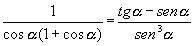 1/(cos α(1+cos α)) = (tg α − sen α)/(sen³ α)